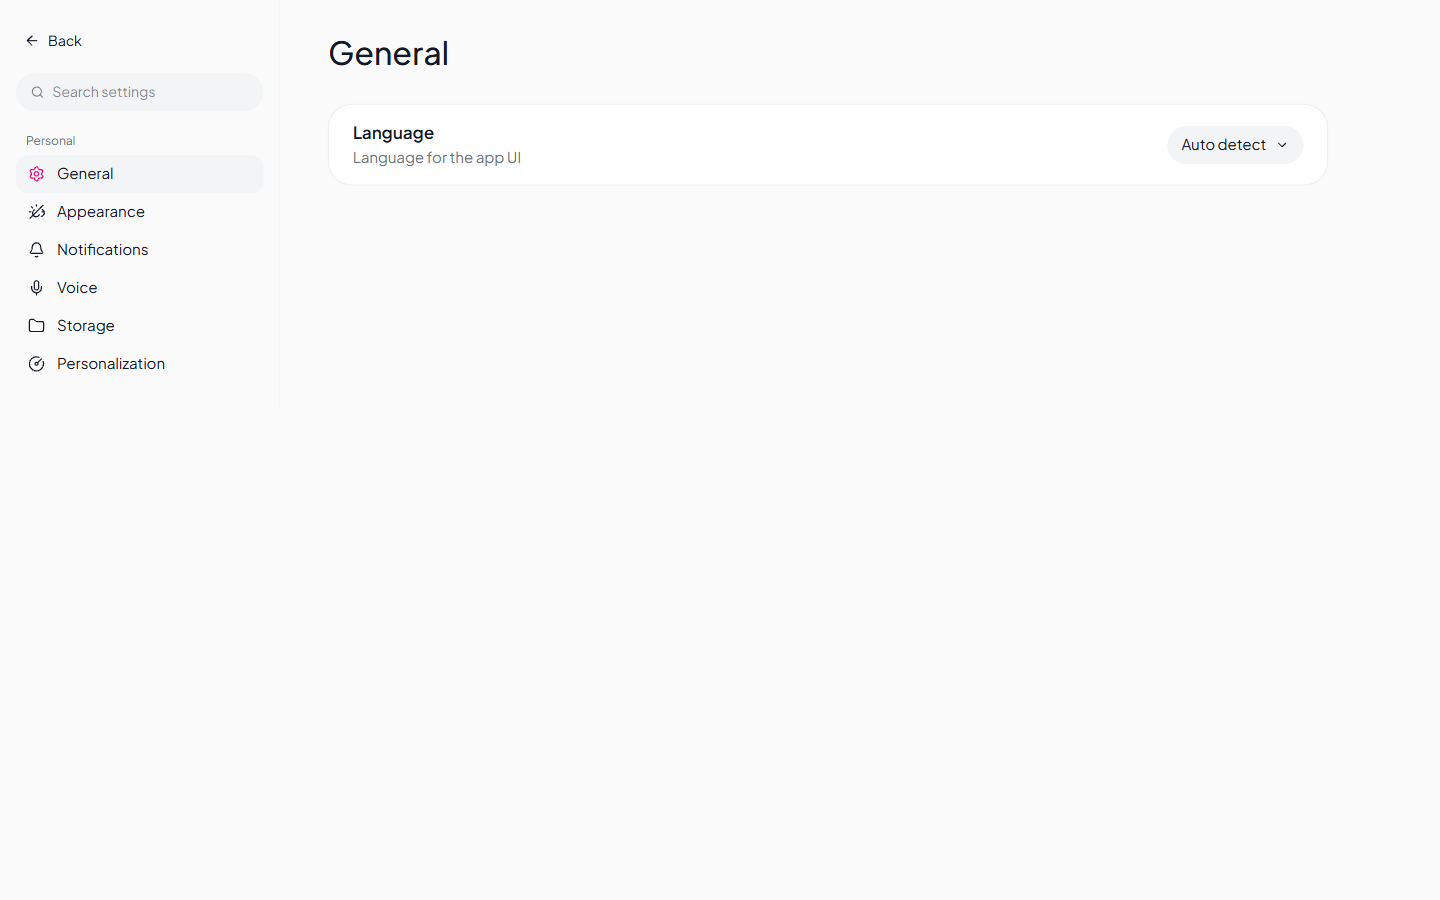 Back
Search settings
Personal
General
Appearance
Notifications
Voice
Storage
Personalization
General
Language
Language for the app UI
Auto detect